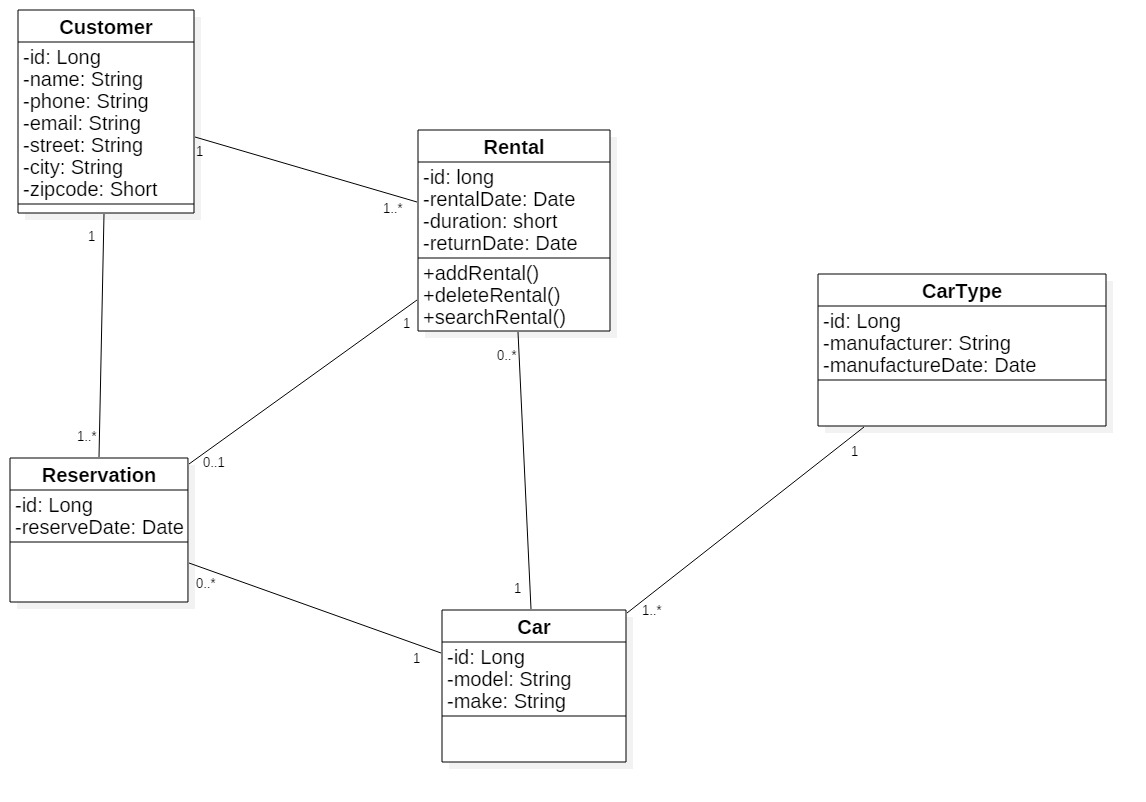 Customer
-id: Long
-name: String
-phone: String
-email: String
-street: String
-city: String
-zipcode: Short
1
1..*
1
1..*
Rental
-id: long
-rentalDate: Date
-duration: short
-returnDate: Date
+addRental()
+deleteRental()
+searchRental()
1
0..1
0..*
1
CarType
-id: Long
-manufacturer: String
-manufactureDate: Date
1
1..*
Reservation
-id: Long
-reserveDate: Date
0..*
1
Car
-id: Long
-model: String
-make: String